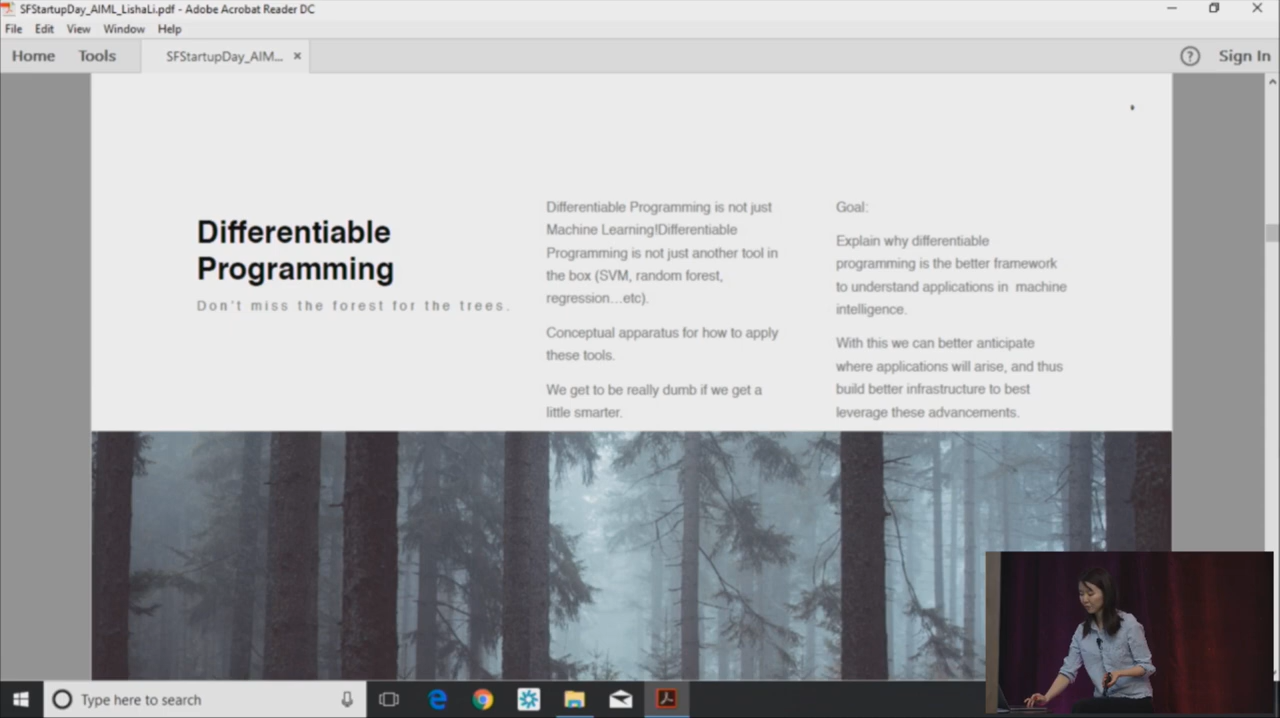 SFStartupDay_AIML_LishaLi.pdf - Adobe Acrobat Reader DC
File Edit View Window Help
Home Tools SFStartupDay_AIM... Sign In
Differentiable
Programming
Don't miss the forest for the trees.
Differentiable Programming is not just
Machine Learning!Differentiable
Programming is not just another tool in
the box (SVM, random forest,
regression...etc).
Conceptual apparatus for how to apply
these tools.
We get to be really dumb if we get a
little smarter.
Goal:
Explain why differentiable
programming is the better framework
to understand applications in machine
intelligence.
With this we can better anticipate
where applications will arise, and thus
build better infrastructure to best
leverage these advancements.
Type here to search